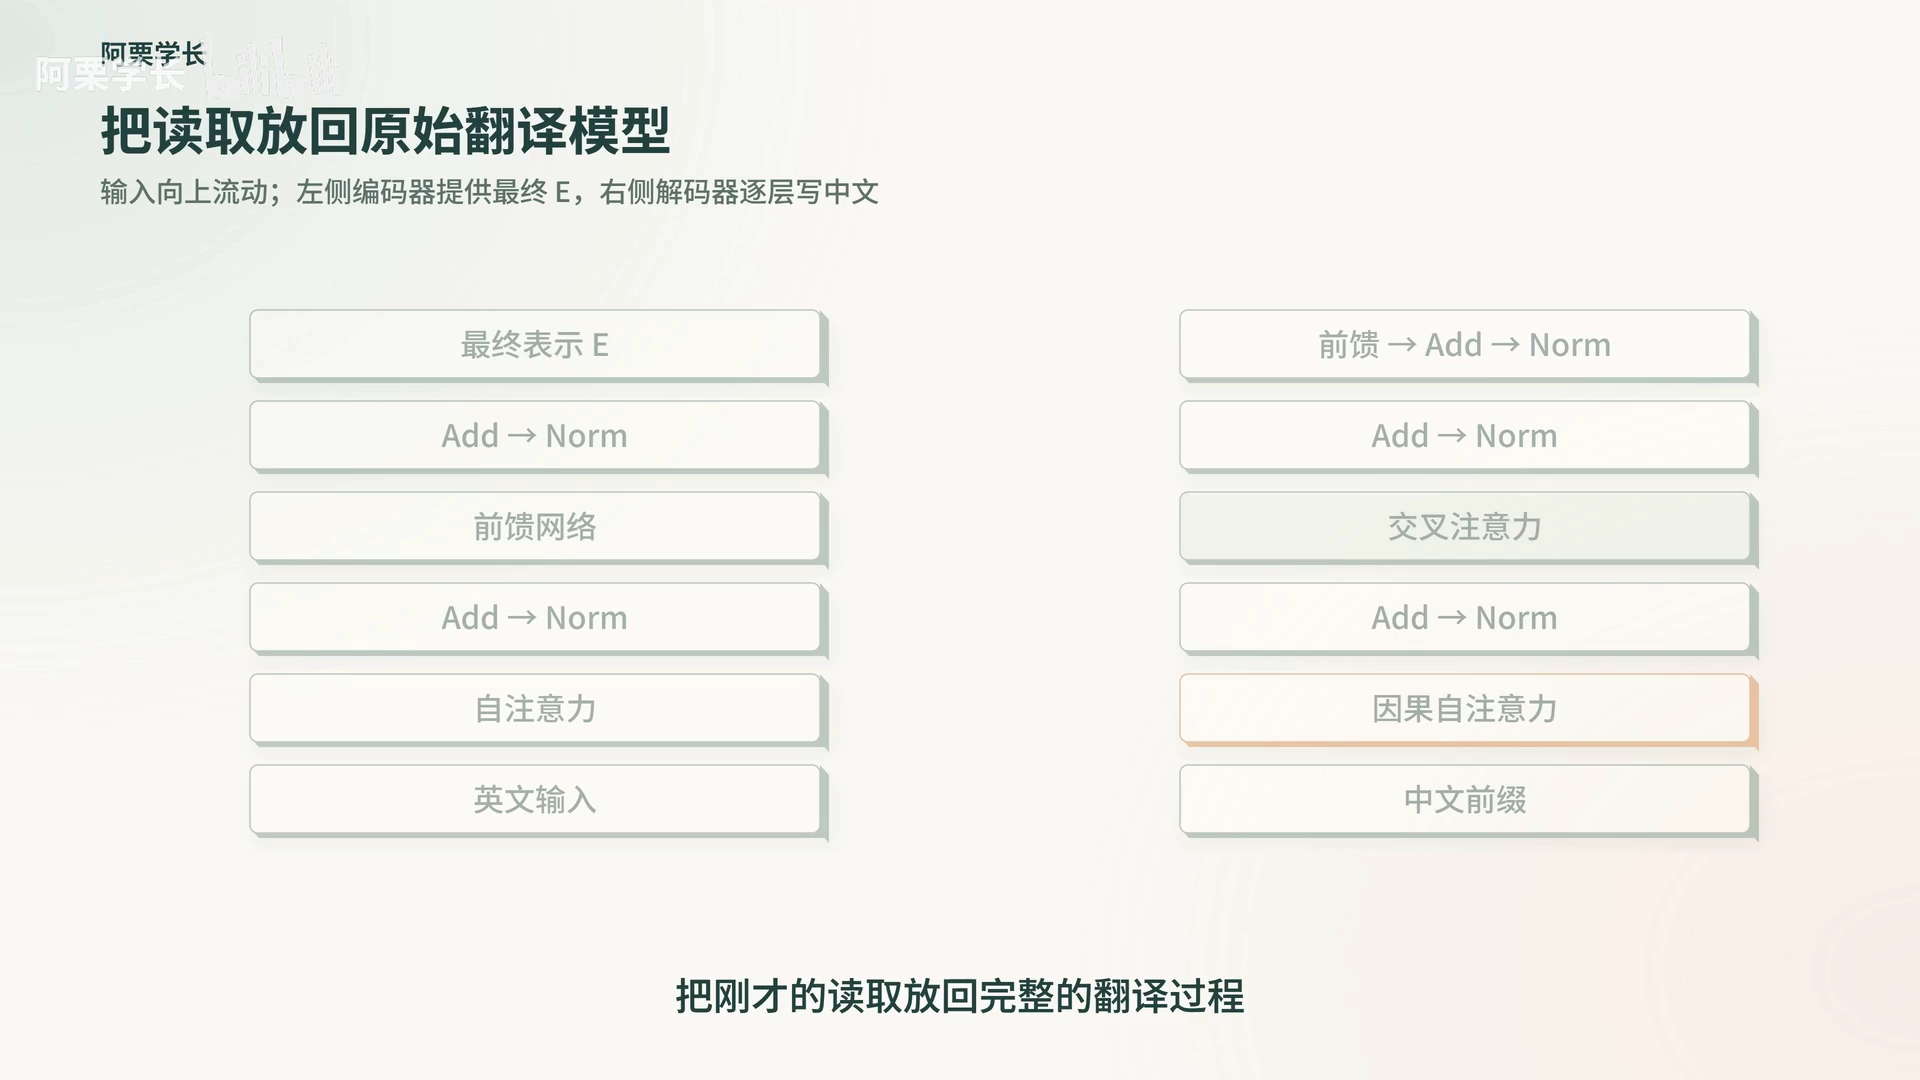 阿栗学长
阿栗学长 bilibili
把读取放回原始翻译模型
输入向上流动；左侧编码器提供最终 E，右侧解码器逐层写中文
最终表示 E
Add → Norm
前馈网络
Add → Norm
自注意力
英文输入
前馈 → Add → Norm
Add → Norm
交叉注意力
Add → Norm
因果自注意力
中文前缀
把刚才的读取放回完整的翻译过程